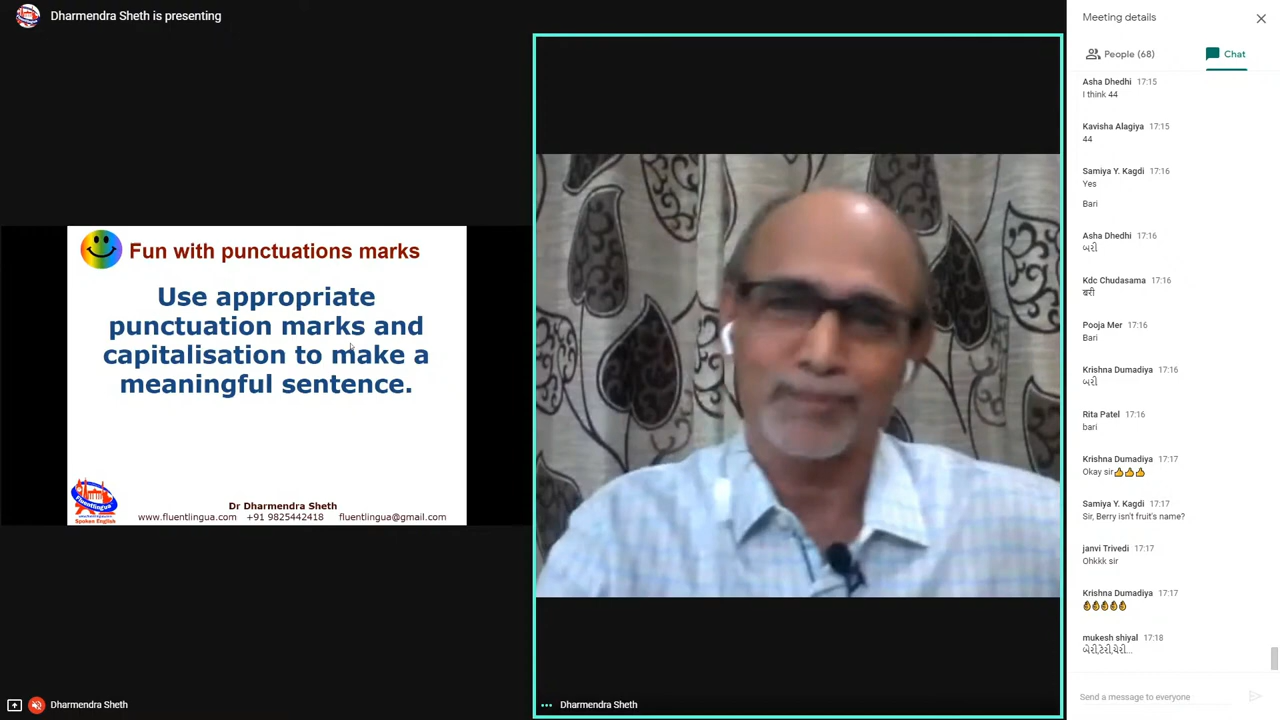 Dharmendra Sheth is presenting
Fun with punctuations marks
Use appropriate
punctuation marks and
capitalisation to make a
meaningful sentence.
Fluentlingua
Spoken English
Dr Dharmendra Sheth
www.fluentlingua.com +91 9825442418 fluentlingua@gmail.com
Dharmendra Sheth
Dharmendra Sheth
Meeting details
People (68)
Chat
Asha Dhedhi 17:15
I think 44
Kavisha Alagiya 17:15
44
Samiya Y. Kagdi 17:16
Yes
Bari
Asha Dhedhi 17:16
બરી
Kdc Chudasama 17:16
बरी
Pooja Mer 17:16
Bari
Krishna Dumadiya 17:16
બરી
Rita Patel 17:16
bari
Krishna Dumadiya 17:17
Okay sir👍👍👍
Samiya Y. Kagdi 17:17
Sir, Berry isn't fruit's name?
janvi Trivedi 17:17
Ohkkk sir
Krishna Dumadiya 17:17
👌👌👌👌👌
mukesh shiyal 17:18
બેરી,ટેરી,ચેરી...
Send a message to everyone